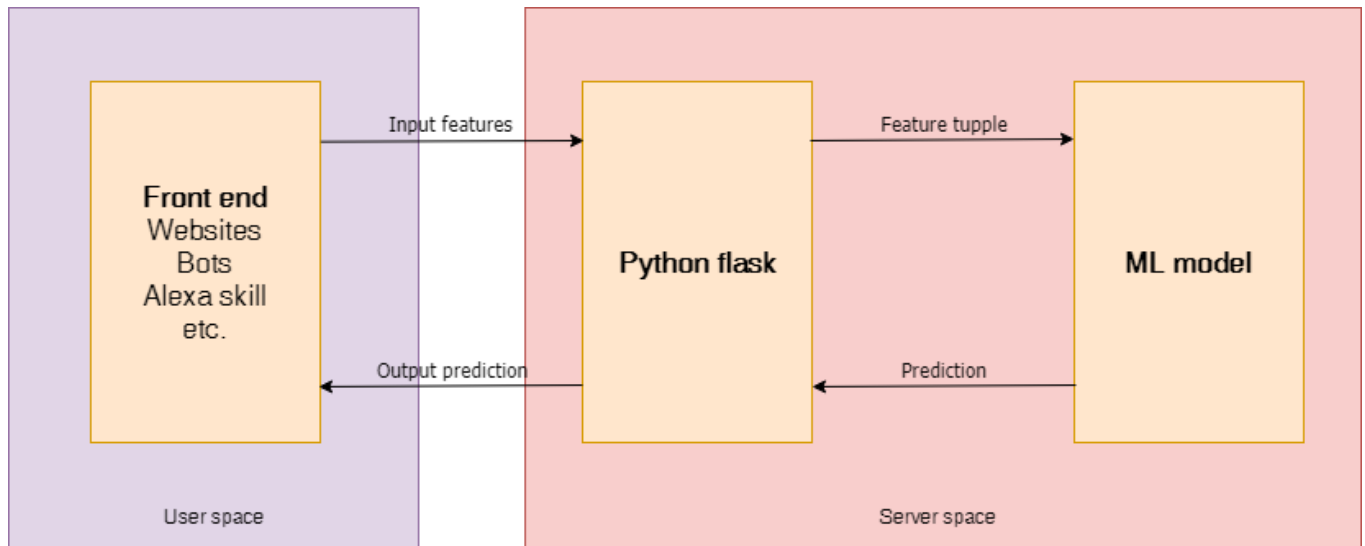 Input features
Feature tupple
Front end
Websites
Bots
Alexa skill
etc.
Python flask
ML model
Output prediction
Prediction
User space
Server space